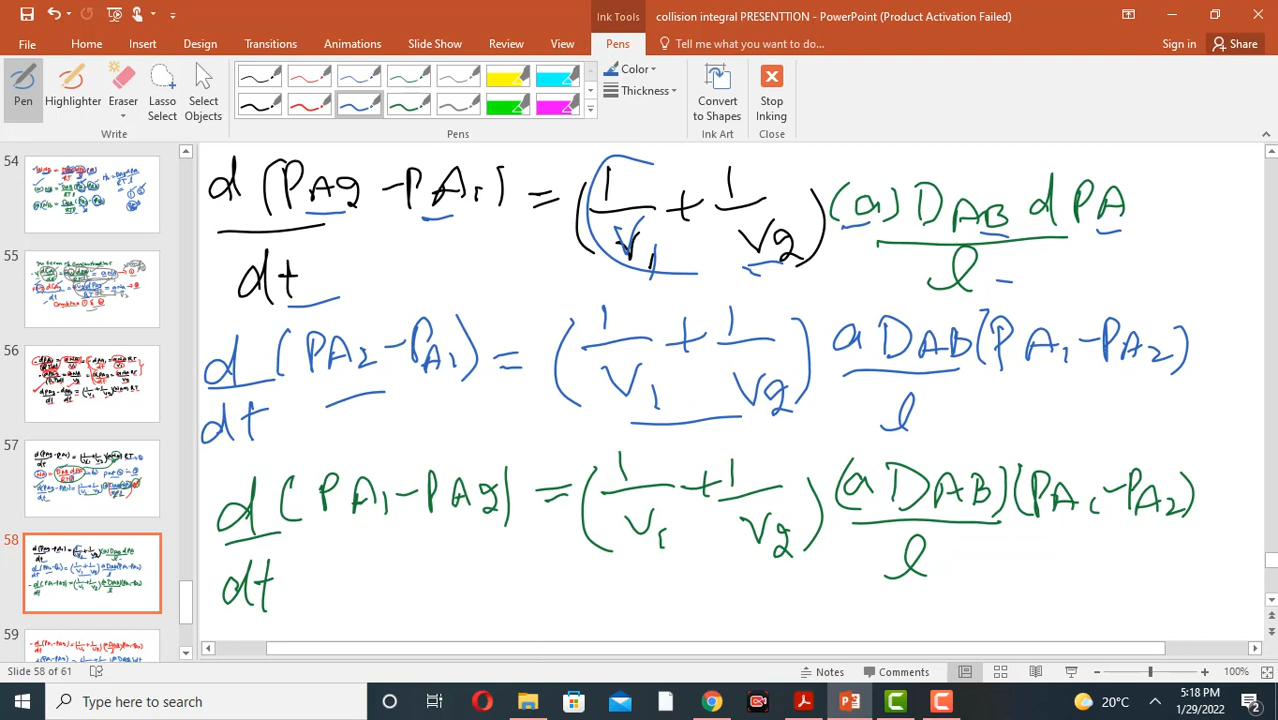 collision integral PRESENTTION - PowerPoint (Product Activation Failed)
Ink Tools
File Home Insert Design Transitions Animations Slide Show Review View Pens Tell me what you want to do... Sign in Share
Pen Highlighter Eraser Lasso Select Select Objects
Color
Thickness
Convert to Shapes
Stop Inking
Write Pens Ink Art Close
54
55
56
57
58
59
d (PA2 - PA1) = (1 + 1) (a) DAB dPA
dt V1 V2 l
d (PA2 - PA1) = (1 + 1) a DAB (PA1 - PA2)
dt V1 V2 l
d (PA1 - PA2) = (1 + 1) (a DAB) (PA1 - PA2)
dt V1 V2 l
Slide 58 of 61 Notes Comments 100%
Type here to search 20°C 5:18 PM
1/29/2022 2